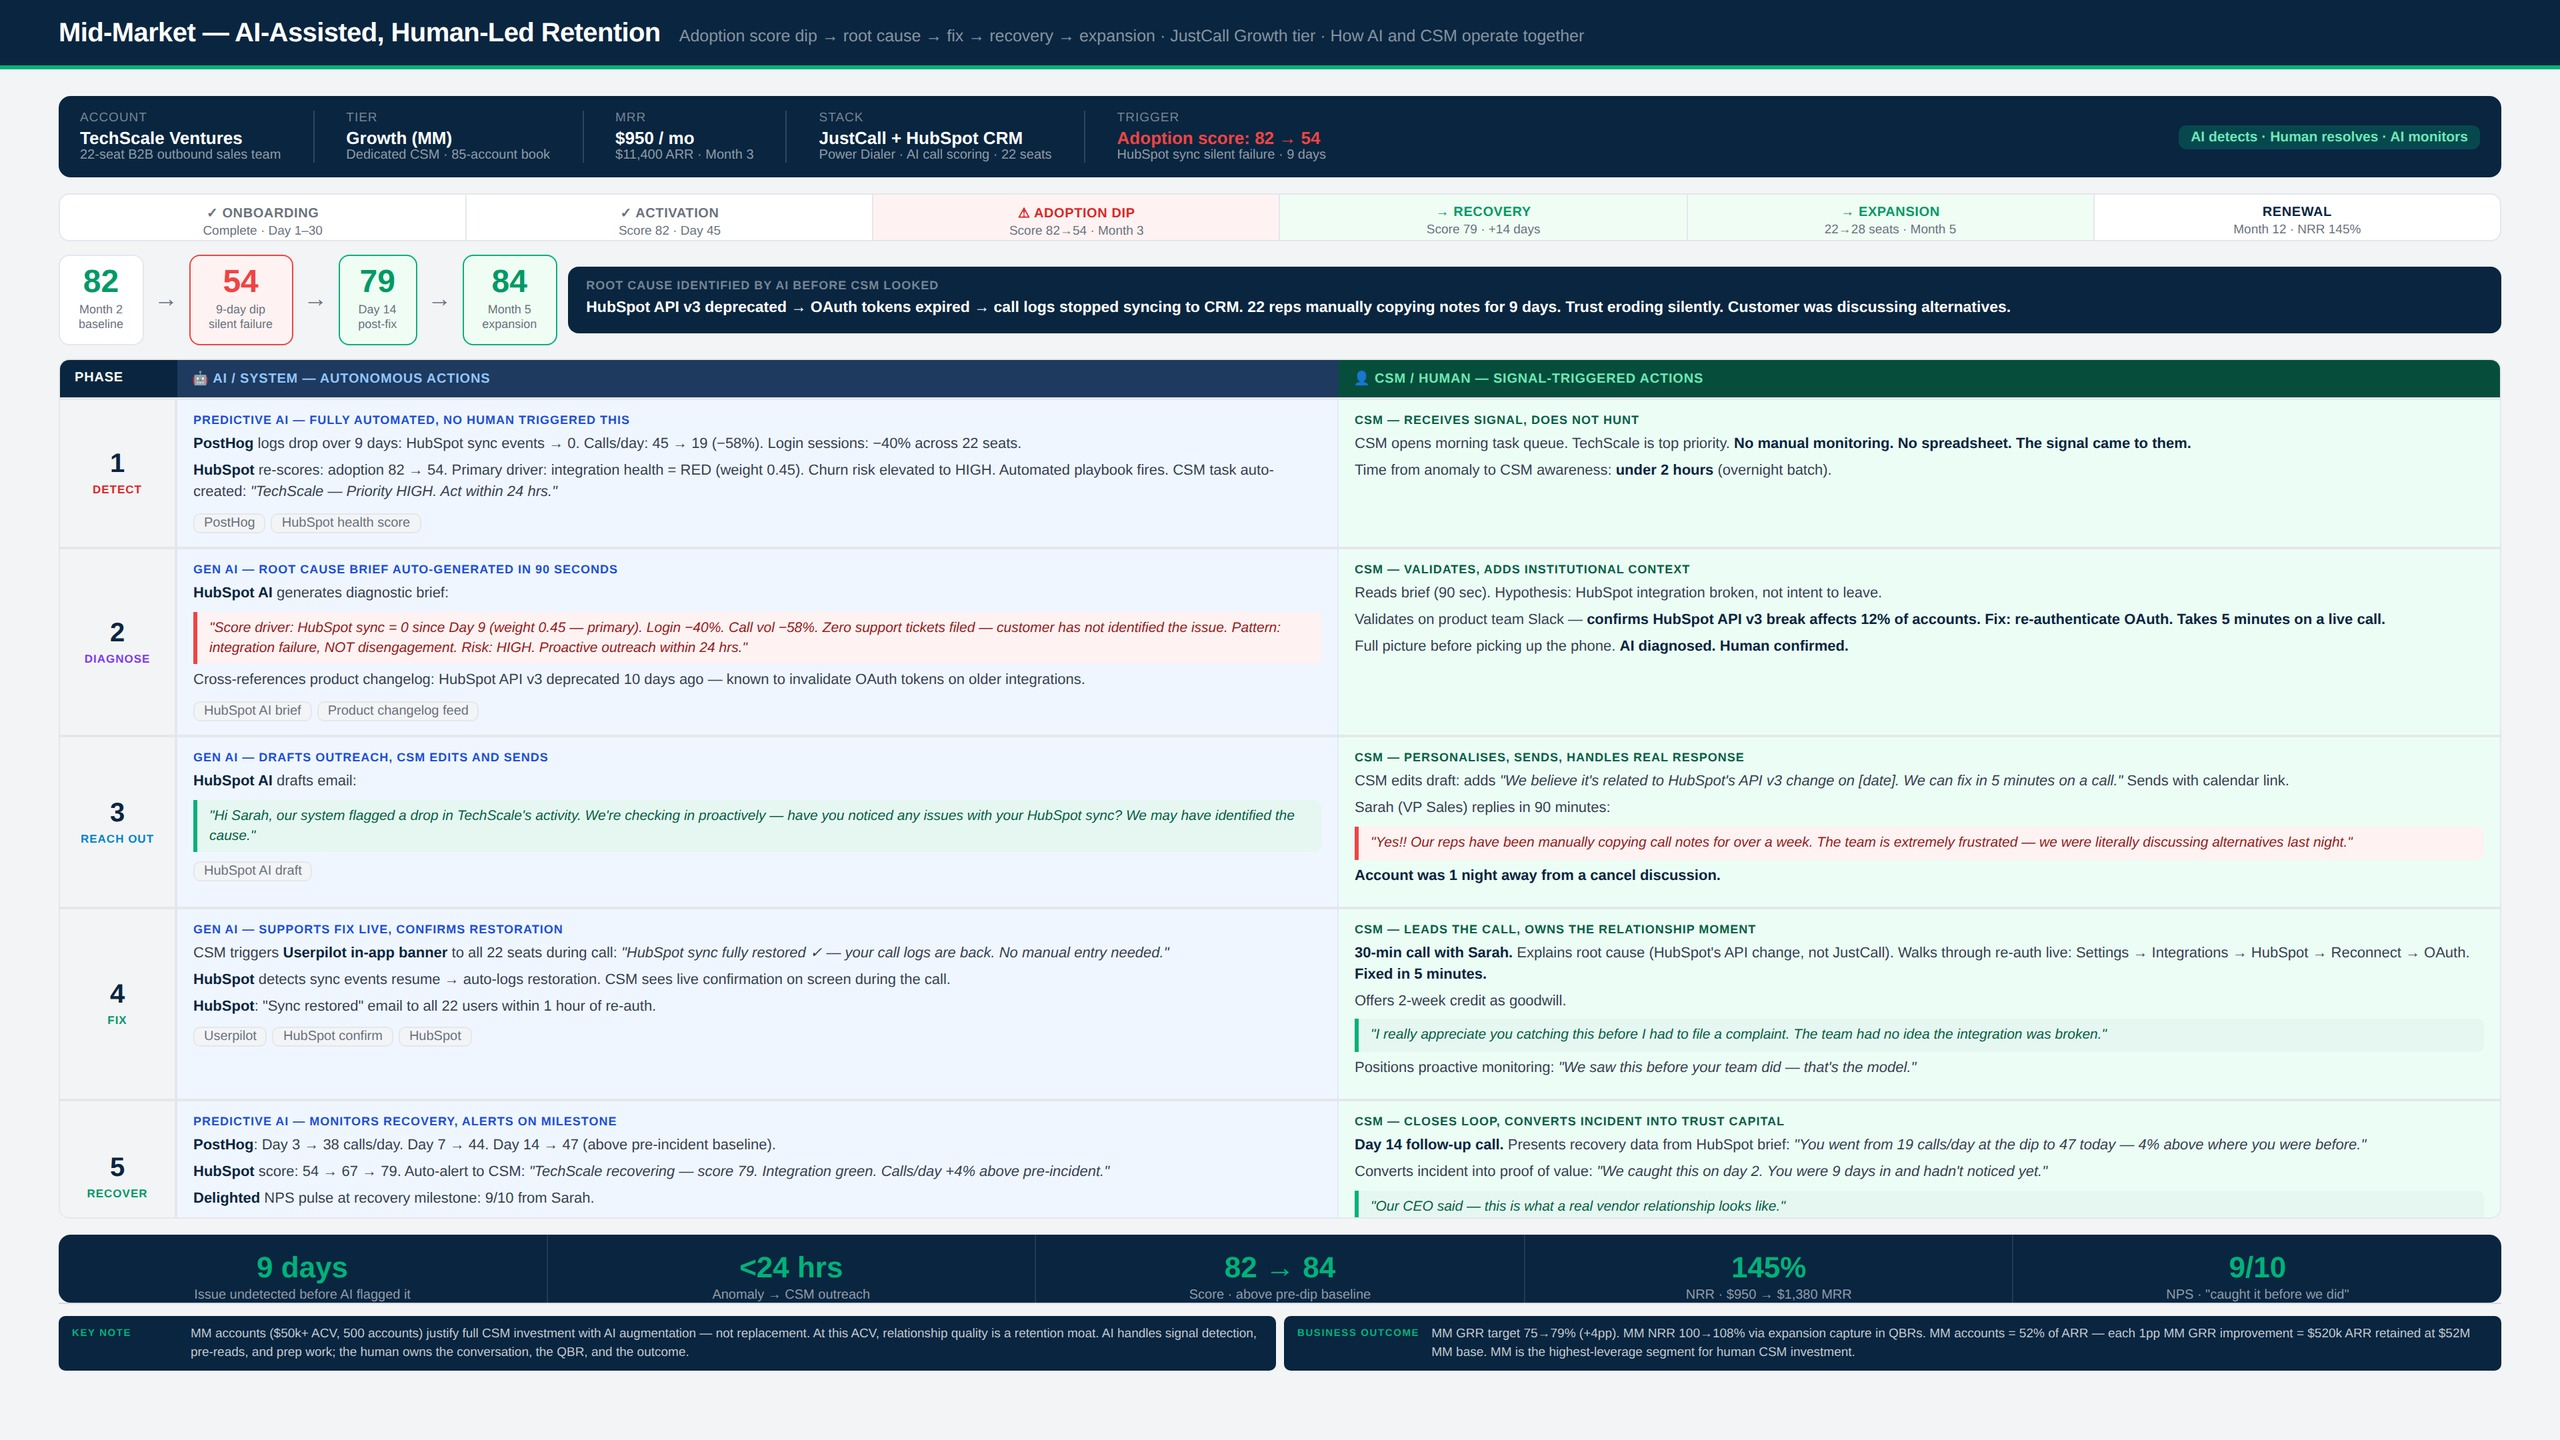 Mid-Market — AI-Assisted, Human-Led Retention
Adoption score dip → root cause → fix → recovery → expansion · JustCall Growth tier · How AI and CSM operate together
ACCOUNT
TechScale Ventures
22-seat B2B outbound sales team
TIER
Growth (MM)
Dedicated CSM · 85-account book
MRR
$950 / mo
$11,400 ARR · Month 3
STACK
JustCall + HubSpot CRM
Power Dialer · AI call scoring · 22 seats
TRIGGER
Adoption score: 82 → 54
HubSpot sync silent failure · 9 days
AI detects · Human resolves · AI monitors
✓ ONBOARDING
Complete · Day 1–30
✓ ACTIVATION
Score 82 · Day 45
⚠ ADOPTION DIP
Score 82→54 · Month 3
→ RECOVERY
Score 79 · +14 days
→ EXPANSION
22→28 seats · Month 5
RENEWAL
Month 12 · NRR 145%
82
Month 2
baseline
→
54
9-day dip
silent failure
→
79
Day 14
post-fix
→
84
Month 5
expansion
ROOT CAUSE IDENTIFIED BY AI BEFORE CSM LOOKED
HubSpot API v3 deprecated → OAuth tokens expired → call logs stopped syncing to CRM. 22 reps manually copying notes for 9 days. Trust eroding silently. Customer was discussing alternatives.
PHASE
🤖 AI / SYSTEM — AUTONOMOUS ACTIONS
👤 CSM / HUMAN — SIGNAL-TRIGGERED ACTIONS
1
DETECT
PREDICTIVE AI — FULLY AUTOMATED, NO HUMAN TRIGGERED THIS
PostHog logs drop over 9 days: HubSpot sync events → 0. Calls/day: 45 → 19 (−58%). Login sessions: −40% across 22 seats.
HubSpot re-scores: adoption 82 → 54. Primary driver: integration health = RED (weight 0.45). Churn risk elevated to HIGH. Automated playbook fires. CSM task auto-
created: "TechScale — Priority HIGH. Act within 24 hrs."
PostHog
HubSpot health score
CSM — RECEIVES SIGNAL, DOES NOT HUNT
CSM opens morning task queue. TechScale is top priority. No manual monitoring. No spreadsheet. The signal came to them.
Time from anomaly to CSM awareness: under 2 hours (overnight batch).
2
DIAGNOSE
GEN AI — ROOT CAUSE BRIEF AUTO-GENERATED IN 90 SECONDS
HubSpot AI generates diagnostic brief:
"Score driver: HubSpot sync = 0 since Day 9 (weight 0.45 — primary). Login −40%. Call vol −58%. Zero support tickets filed — customer has not identified the issue. Pattern:
integration failure, NOT disengagement. Risk: HIGH. Proactive outreach within 24 hrs."
Cross-references product changelog: HubSpot API v3 deprecated 10 days ago — known to invalidate OAuth tokens on older integrations.
HubSpot AI brief
Product changelog feed
CSM — VALIDATES, ADDS INSTITUTIONAL CONTEXT
Reads brief (90 sec). Hypothesis: HubSpot integration broken, not intent to leave.
Validates on product team Slack — confirms HubSpot API v3 break affects 12% of accounts. Fix: re-authenticate OAuth. Takes 5 minutes on a live call.
Full picture before picking up the phone. AI diagnosed. Human confirmed.
3
REACH OUT
GEN AI — DRAFTS OUTREACH, CSM EDITS AND SENDS
HubSpot AI drafts email:
"Hi Sarah, our system flagged a drop in TechScale's activity. We're checking in proactively — have you noticed any issues with your HubSpot sync? We may have identified the
cause."
HubSpot AI draft
CSM — PERSONALISES, SENDS, HANDLES REAL RESPONSE
CSM edits draft: adds "We believe it's related to HubSpot's API v3 change on [date]. We can fix in 5 minutes on a call." Sends with calendar link.
Sarah (VP Sales) replies in 90 minutes:
"Yes!! Our reps have been manually copying call notes for over a week. The team is extremely frustrated — we were literally discussing alternatives last night."
Account was 1 night away from a cancel discussion.
4
FIX
GEN AI — SUPPORTS FIX LIVE, CONFIRMS RESTORATION
CSM triggers Userpilot in-app banner to all 22 seats during call: "HubSpot sync fully restored ✓ — your call logs are back. No manual entry needed."
HubSpot detects sync events resume → auto-logs restoration. CSM sees live confirmation on screen during the call.
HubSpot: "Sync restored" email to all 22 users within 1 hour of re-auth.
Userpilot
HubSpot confirm
HubSpot
CSM — LEADS THE CALL, OWNS THE RELATIONSHIP MOMENT
30-min call with Sarah. Explains root cause (HubSpot's API change, not JustCall). Walks through re-auth live: Settings → Integrations → HubSpot → Reconnect → OAuth.
Fixed in 5 minutes.
Offers 2-week credit as goodwill.
"I really appreciate you catching this before I had to file a complaint. The team had no idea the integration was broken."
Positions proactive monitoring: "We saw this before your team did — that's the model."
5
RECOVER
PREDICTIVE AI — MONITORS RECOVERY, ALERTS ON MILESTONE
PostHog: Day 3 → 38 calls/day. Day 7 → 44. Day 14 → 47 (above pre-incident baseline).
HubSpot score: 54 → 67 → 79. Auto-alert to CSM: "TechScale recovering — score 79. Integration green. Calls/day +4% above pre-incident."
Delighted NPS pulse at recovery milestone: 9/10 from Sarah.
CSM — CLOSES LOOP, CONVERTS INCIDENT INTO TRUST CAPITAL
Day 14 follow-up call. Presents recovery data from HubSpot brief: "You went from 19 calls/day at the dip to 47 today — 4% above where you were before."
Converts incident into proof of value: "We caught this on day 2. You were 9 days in and hadn't noticed yet."
"Our CEO said — this is what a real vendor relationship looks like."
9 days
Issue undetected before AI flagged it
<24 hrs
Anomaly → CSM outreach
82 → 84
Score · above pre-dip baseline
145%
NRR · $950 → $1,380 MRR
9/10
NPS · "caught it before we did"
KEY NOTE
MM accounts ($50k+ ACV, 500 accounts) justify full CSM investment with AI augmentation — not replacement. At this ACV, relationship quality is a retention moat. AI handles signal detection,
pre-reads, and prep work; the human owns the conversation, the QBR, and the outcome.
BUSINESS OUTCOME
MM GRR target 75→79% (+4pp). MM NRR 100→108% via expansion capture in QBRs. MM accounts = 52% of ARR — each 1pp MM GRR improvement = $520k ARR retained at $52M
MM base. MM is the highest-leverage segment for human CSM investment.